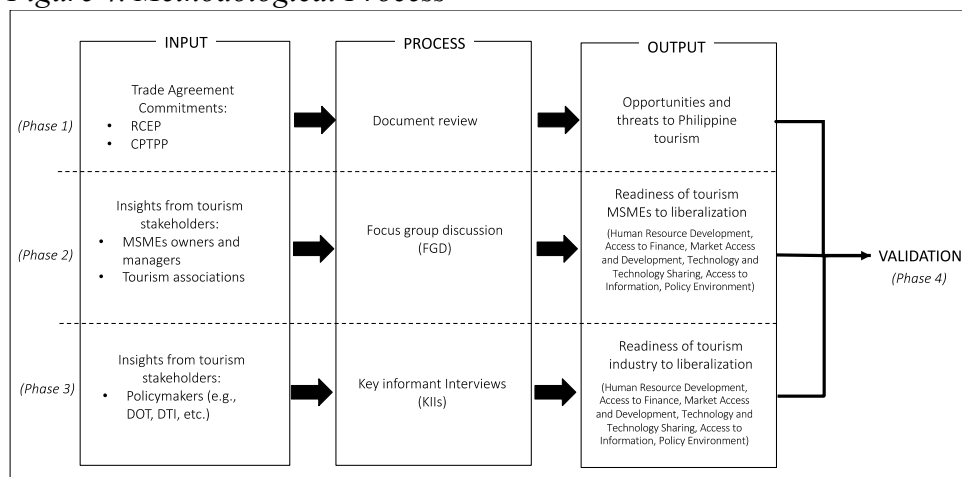 INPUT
PROCESS
OUTPUT
(Phase 1)
Trade Agreement
Commitments:
• RCEP
• CPTPP
Document review
Opportunities and
threats to Philippine
tourism
(Phase 2)
Insights from tourism
stakeholders:
• MSMEs owners and
managers
• Tourism associations
Focus group discussion
(FGD)
Readiness of tourism
MSMEs to liberalization
(Human Resource Development,
Access to Finance, Market Access
and Development, Technology and
Technology Sharing, Access to
Information, Policy Environment)
VALIDATION
(Phase 4)
(Phase 3)
Insights from tourism
stakeholders:
• Policymakers (e.g.,
DOT, DTI, etc.)
Key informant Interviews
(KIIs)
Readiness of tourism
industry to liberalization
(Human Resource Development,
Access to Finance, Market Access
and Development, Technology and
Technology Sharing, Access to
Information, Policy Environment)